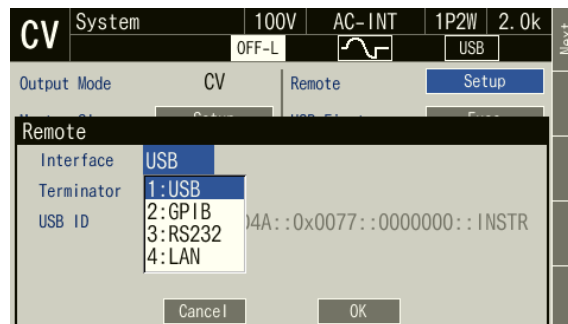 CV System 100V AC-INT 1P2W 2.0k
OFF-L USB
Next
Output Mode CV Remote Setup
Remote
Interface USB
Terminator 1:USB
2:GPIB
USB ID 04A::0x0077::0000000::INSTR
3:RS232
4:LAN
Cancel OK